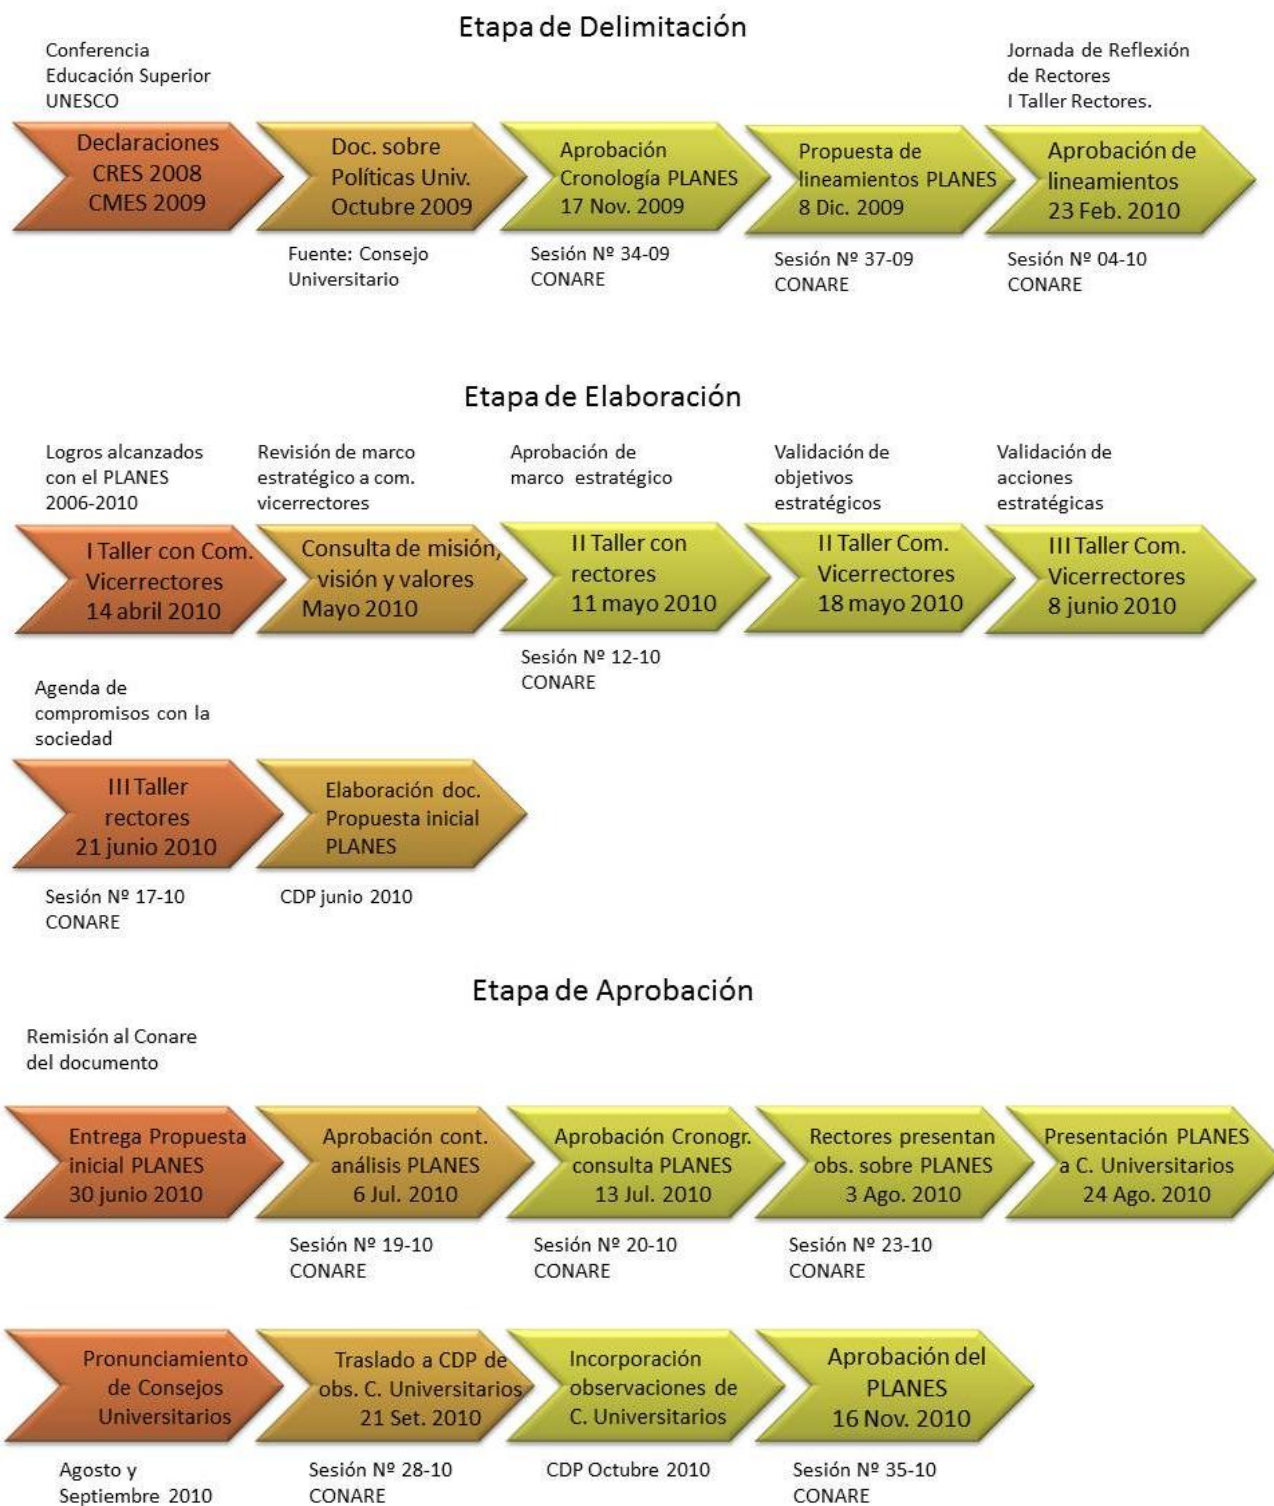 Etapa de Delimitación
Conferencia
Educación Superior
UNESCO
Jornada de Reflexión
de Rectores
I Taller Rectores.
Declaraciones
CRES 2008
CMES 2009
Doc. sobre
Políticas Univ.
Octubre 2009
Aprobación
Cronología PLANES
17 Nov. 2009
Propuesta de
lineamientos PLANES
8 Dic. 2009
Aprobación de
lineamientos
23 Feb. 2010
Fuente: Consejo
Universitario
Sesión Nº 34-09
CONARE
Sesión Nº 37-09
CONARE
Sesión Nº 04-10
CONARE
Etapa de Elaboración
Logros alcanzados
con el PLANES
2006-2010
Revisión de marco
estratégico a com.
vicerrectores
Aprobación de
marco estratégico
Validación de
objetivos
estratégicos
Validación de
acciones
estratégicas
I Taller con Com.
Vicerrectores
14 abril 2010
Consulta de misión,
visión y valores
Mayo 2010
II Taller con
rectores
11 mayo 2010
II Taller Com.
Vicerrectores
18 mayo 2010
III Taller Com.
Vicerrectores
8 junio 2010
Sesión Nº 12-10
CONARE
Agenda de
compromisos con la
sociedad
III Taller
rectores
21 junio 2010
Elaboración doc.
Propuesta inicial
PLANES
Sesión Nº 17-10
CONARE
CDP junio 2010
Etapa de Aprobación
Remisión al Conare
del documento
Entrega Propuesta
inicial PLANES
30 junio 2010
Aprobación cont.
análisis PLANES
6 Jul. 2010
Aprobación Cronogr.
consulta PLANES
13 Jul. 2010
Rectores presentan
obs. sobre PLANES
3 Ago. 2010
Presentación PLANES
a C. Universitarios
24 Ago. 2010
Sesión Nº 19-10
CONARE
Sesión Nº 20-10
CONARE
Sesión Nº 23-10
CONARE
Pronunciamiento
de Consejos
Universitarios
Traslado a CDP de
obs. C. Universitarios
21 Set. 2010
Incorporación
observaciones de
C. Universitarios
Aprobación del
PLANES
16 Nov. 2010
Agosto y
Septiembre 2010
Sesión Nº 28-10
CONARE
CDP Octubre 2010
Sesión Nº 35-10
CONARE